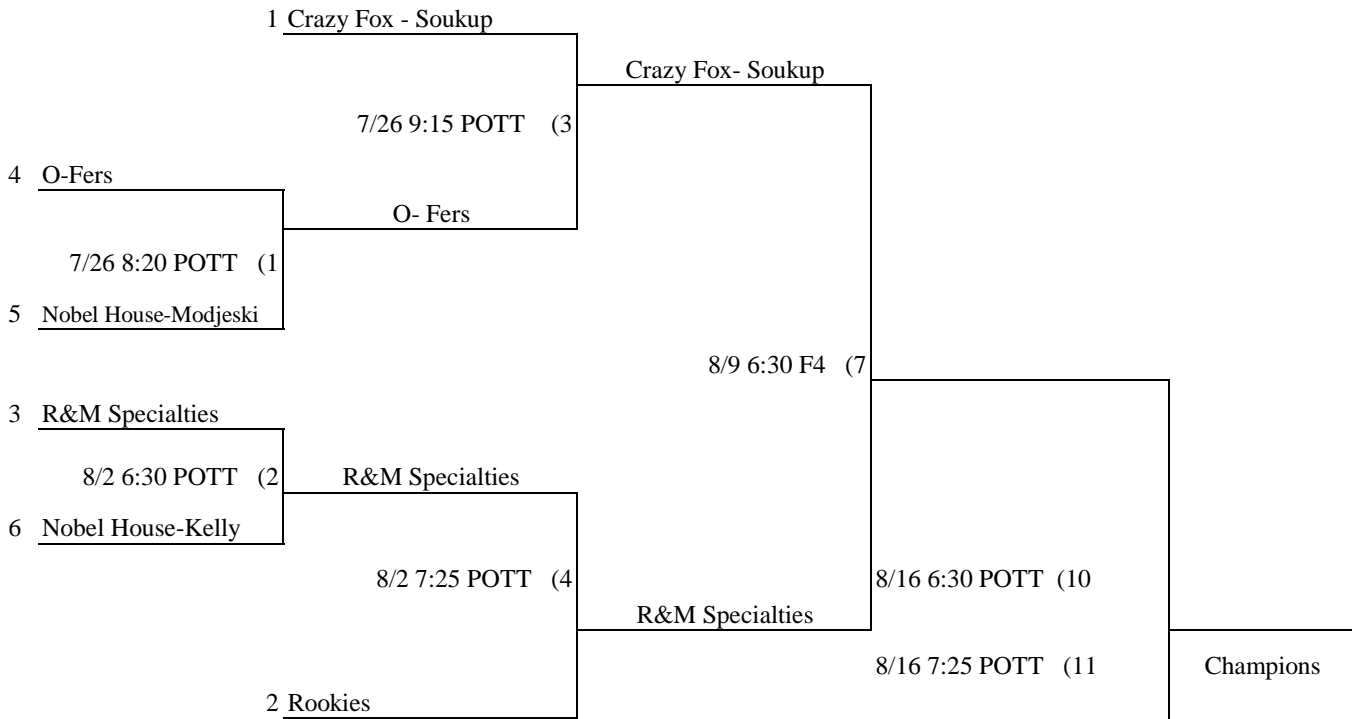 1 Crazy Fox - Soukup
Crazy Fox- Soukup
7/26 9:15 POTT (3
4 O-Fers
O- Fers
7/26 8:20 POTT (1
5 Nobel House-Modjeski
8/9 6:30 F4 (7
3 R&M Specialties
8/2 6:30 POTT (2
R&M Specialties
6 Nobel House-Kelly
8/2 7:25 POTT (4
8/16 6:30 POTT (10
R&M Specialties
8/16 7:25 POTT (11
Champions
2 Rookies